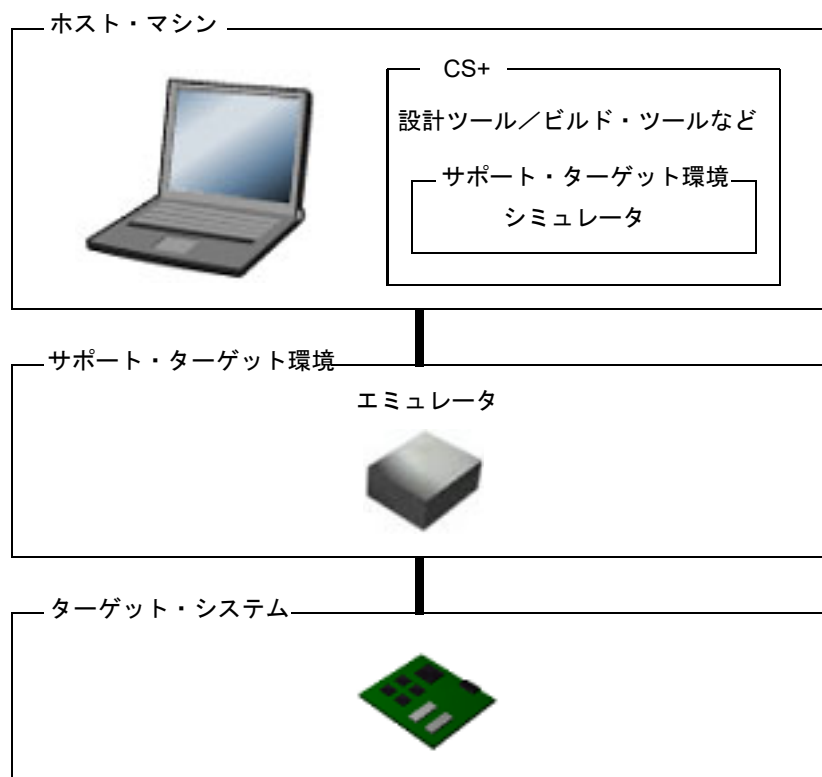 ホスト・マシン
CS+
設計ツール／ビルド・ツールなど
サポート・ターゲット環境
シミュレータ
サポート・ターゲット環境
エミュレータ
ターゲット・システム